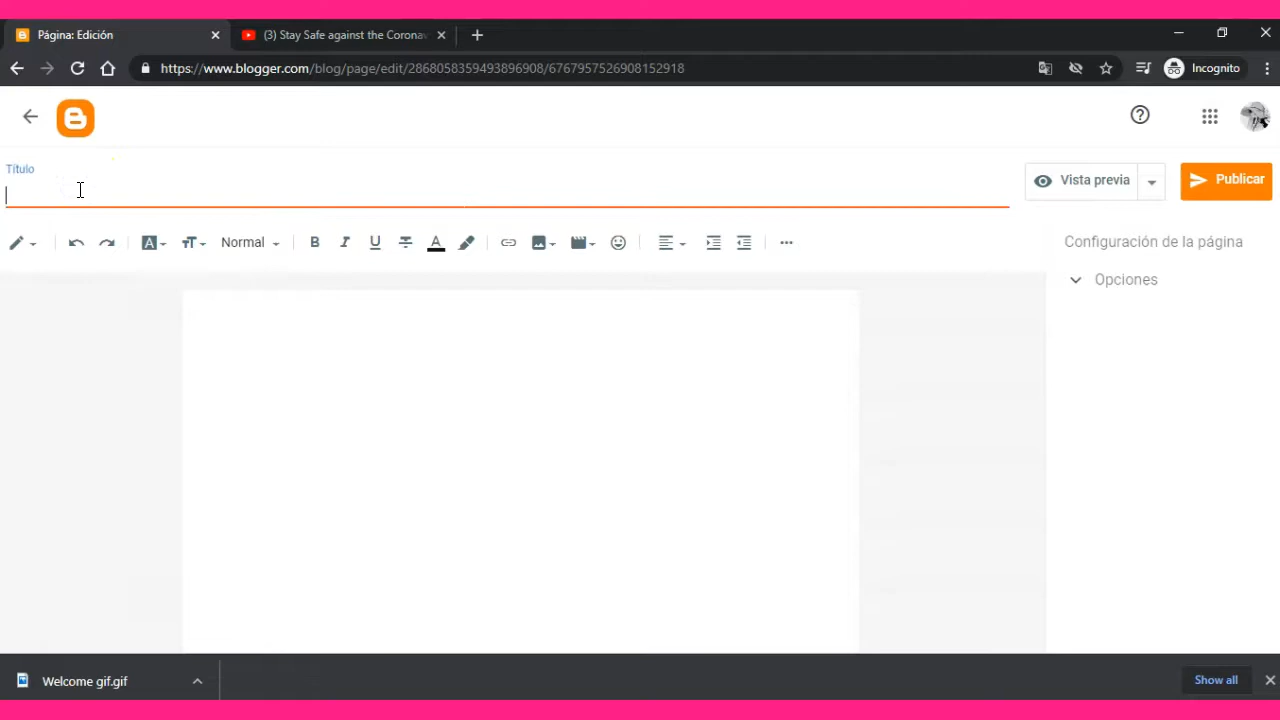 Página: Edición
(3) Stay Safe against the Coronav
https://www.blogger.com/blog/page/edit/2868058359493896908/6767957526908152918
Incognito
Título
Vista previa
Publicar
Normal
B I U A
Configuración de la página
Opciones
Welcome gif.gif
Show all